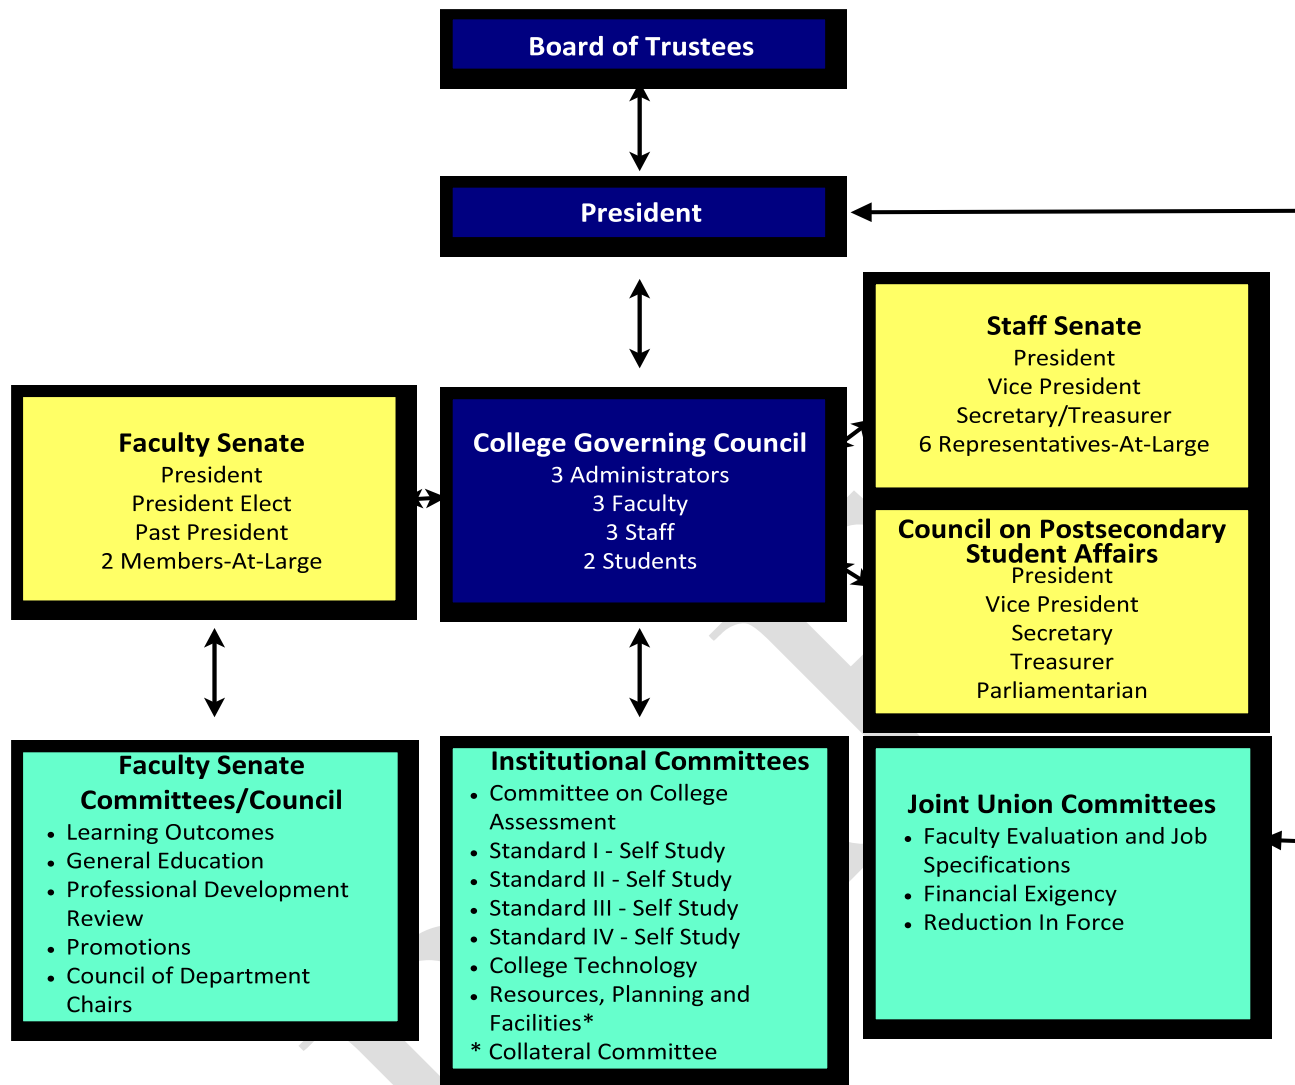 Board of Trustees
President
Staff Senate
President
Vice President
Secretary/Treasurer
6 Representatives-At-Large
Faculty Senate
President
President Elect
Past President
2 Members-At-Large
College Governing Council
3 Administrators
3 Faculty
3 Staff
2 Students
Council on Postsecondary
Student Affairs
President
Vice President
Secretary
Treasurer
Parliamentarian
Faculty Senate
Committees/Council
• Learning Outcomes
• General Education
• Professional Development
Review
• Promotions
• Council of Department
Chairs
Institutional Committees
• Committee on College
Assessment
• Standard I - Self Study
• Standard II - Self Study
• Standard III - Self Study
• Standard IV - Self Study
• College Technology
• Resources, Planning and
Facilities*
* Collateral Committee
Joint Union Committees
• Faculty Evaluation and Job
Specifications
• Financial Exigency
• Reduction In Force